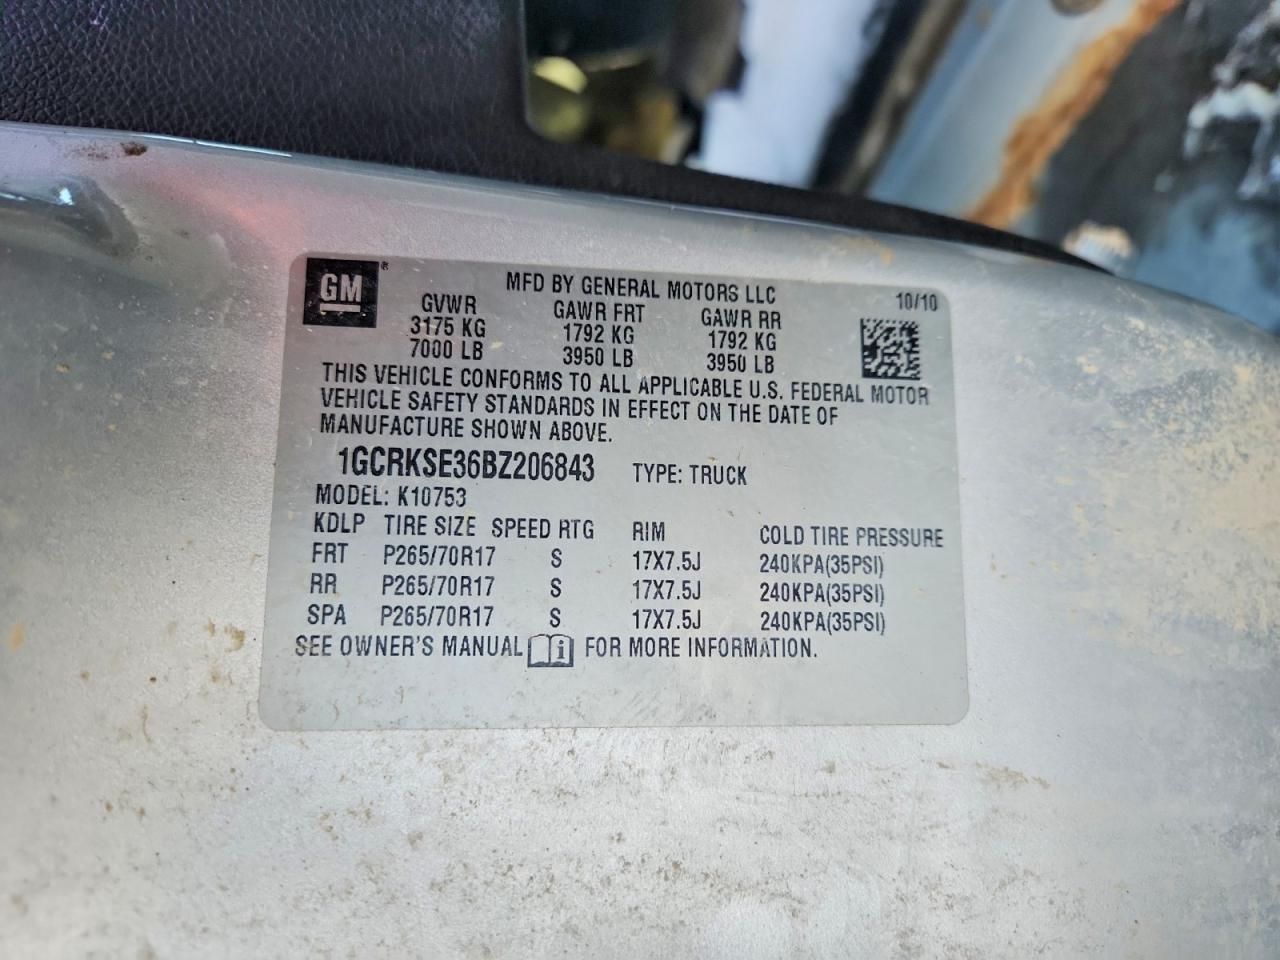 GM®
MFD BY GENERAL MOTORS LLC 10/10
GVWR GAWR FRT GAWR RR
3175 KG 1792 KG 1792 KG
7000 LB 3950 LB 3950 LB
THIS VEHICLE CONFORMS TO ALL APPLICABLE U.S. FEDERAL MOTOR
VEHICLE SAFETY STANDARDS IN EFFECT ON THE DATE OF
MANUFACTURE SHOWN ABOVE.
1GCRKSE36BZ206843 TYPE: TRUCK
MODEL: K10753
KDLP TIRE SIZE SPEED RTG RIM COLD TIRE PRESSURE
FRT P265/70R17 S 17X7.5J 240KPA(35PSI)
RR P265/70R17 S 17X7.5J 240KPA(35PSI)
SPA P265/70R17 S 17X7.5J 240KPA(35PSI)
SEE OWNER'S MANUAL i FOR MORE INFORMATION.